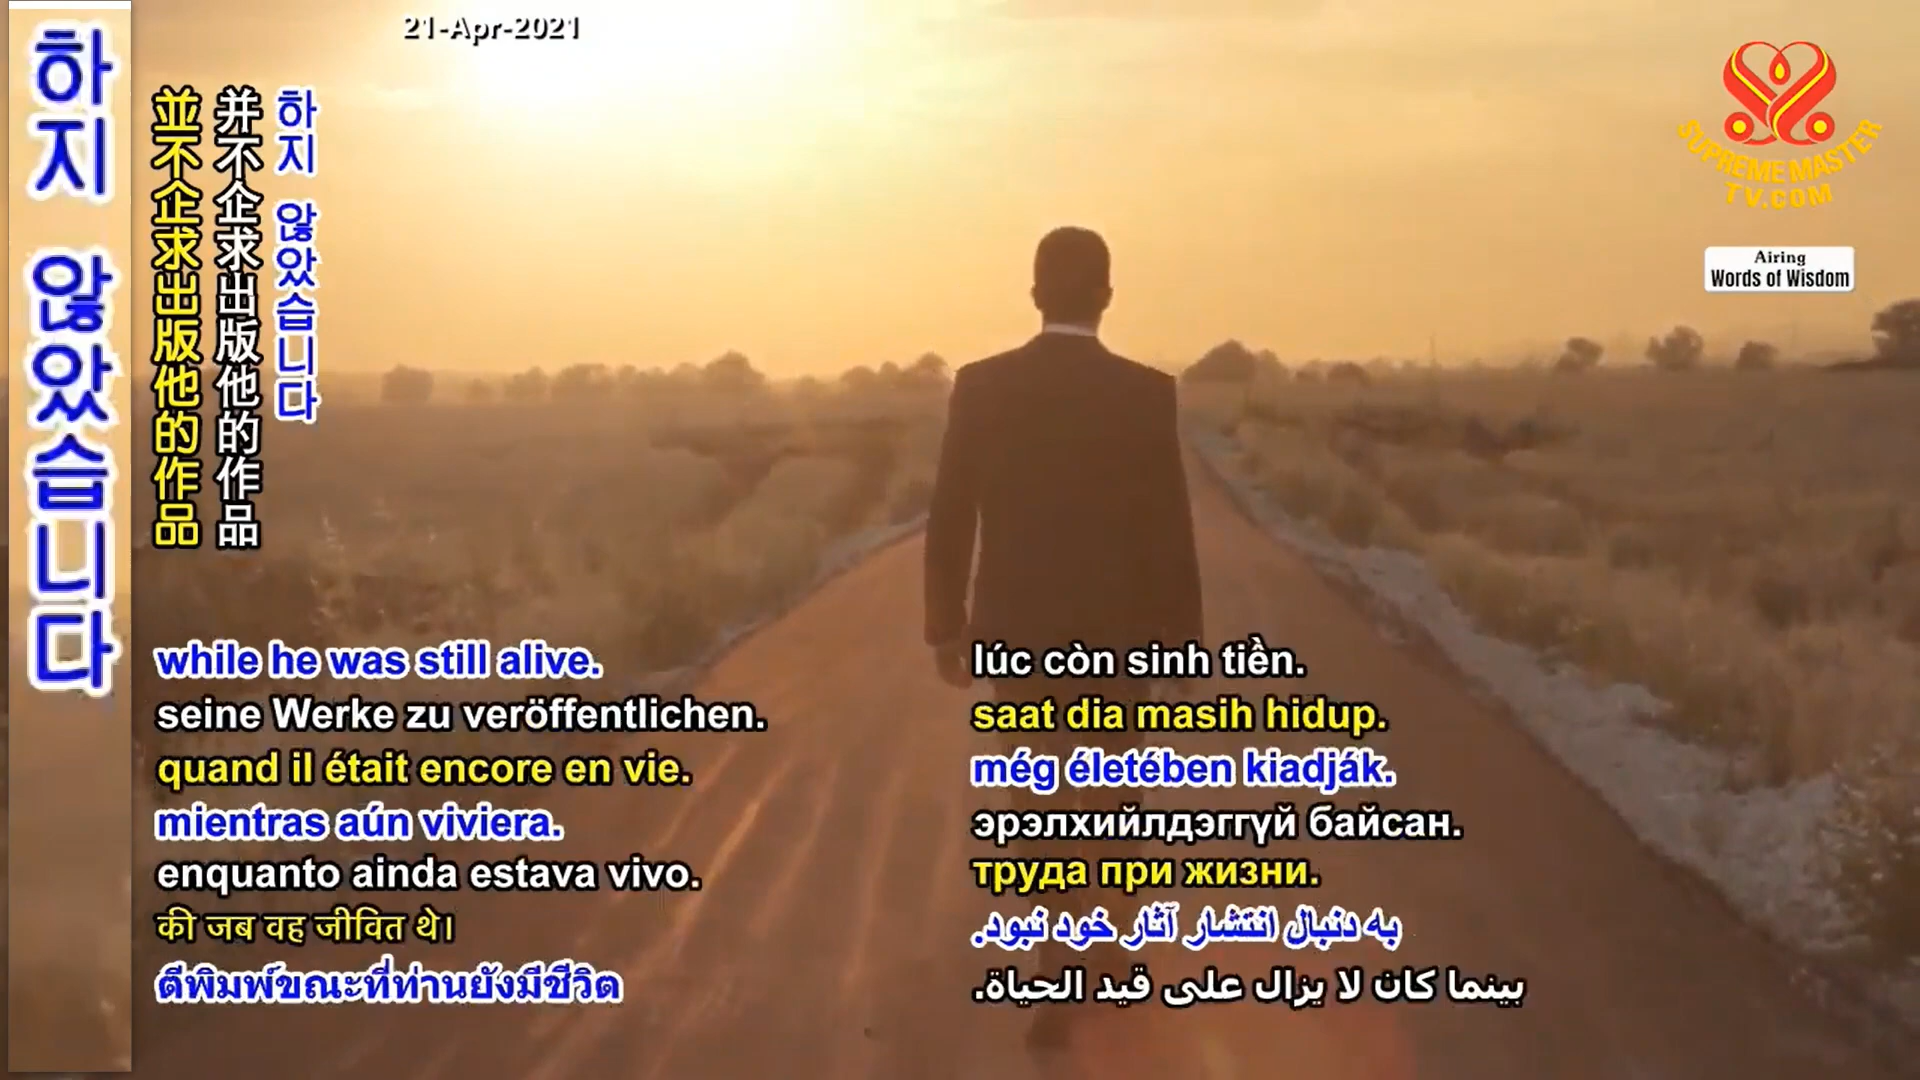 21-Apr-2021
하지 않았습니다
並不企求出版他的作品
并不企求出版他的作品
하지 않았습니다
SUPREME MASTER
TV.COM
Airing
Words of Wisdom
while he was still alive.
seine Werke zu veröffentlichen.
quand il était encore en vie.
mientras aún viviera.
enquanto ainda estava vivo.
की जब वह जीवित थे।
ตีพิมพ์ขณะที่ท่านยังมีชีวิต
lúc còn sinh tiền.
saat dia masih hidup.
még életében kiadják.
эрэлхийлдэггүй байсан.
труда при жизни.
به دنبال انتشار آثار خود نبود.
بينما كان لا يزال على قيد الحياة.